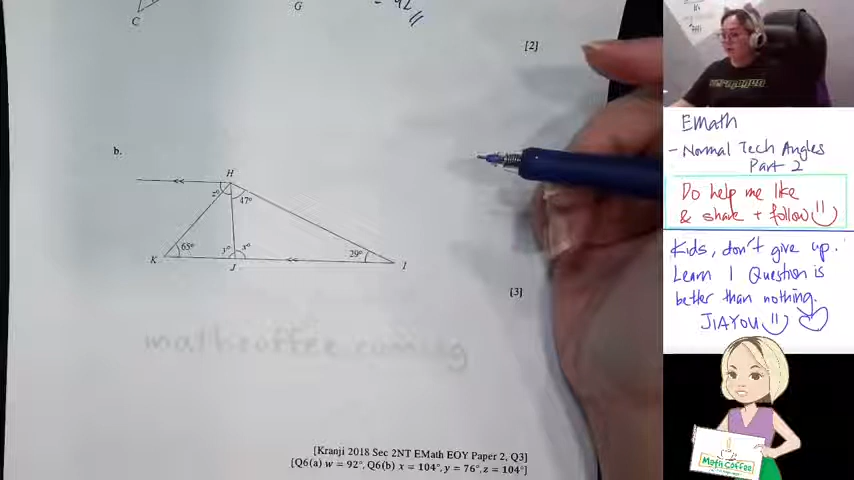 C
G
= 92
[2]
b.
H
z°
47°
65°
y°
x°
29°
K
J
I
[3]
mathcoffee.com.sg
[Kranji 2018 Sec 2NT EMath EOY Paper 2, Q3]
[Q6(a) w = 92°, Q6(b) x = 104°, y = 76°, z = 104°]
EMath
- Normal Tech Angles
Part 2
Do help me like
& share + follow
Kids, don't give up.
Learn 1 Question is
better than nothing.
JIAYOU
Math Coffee